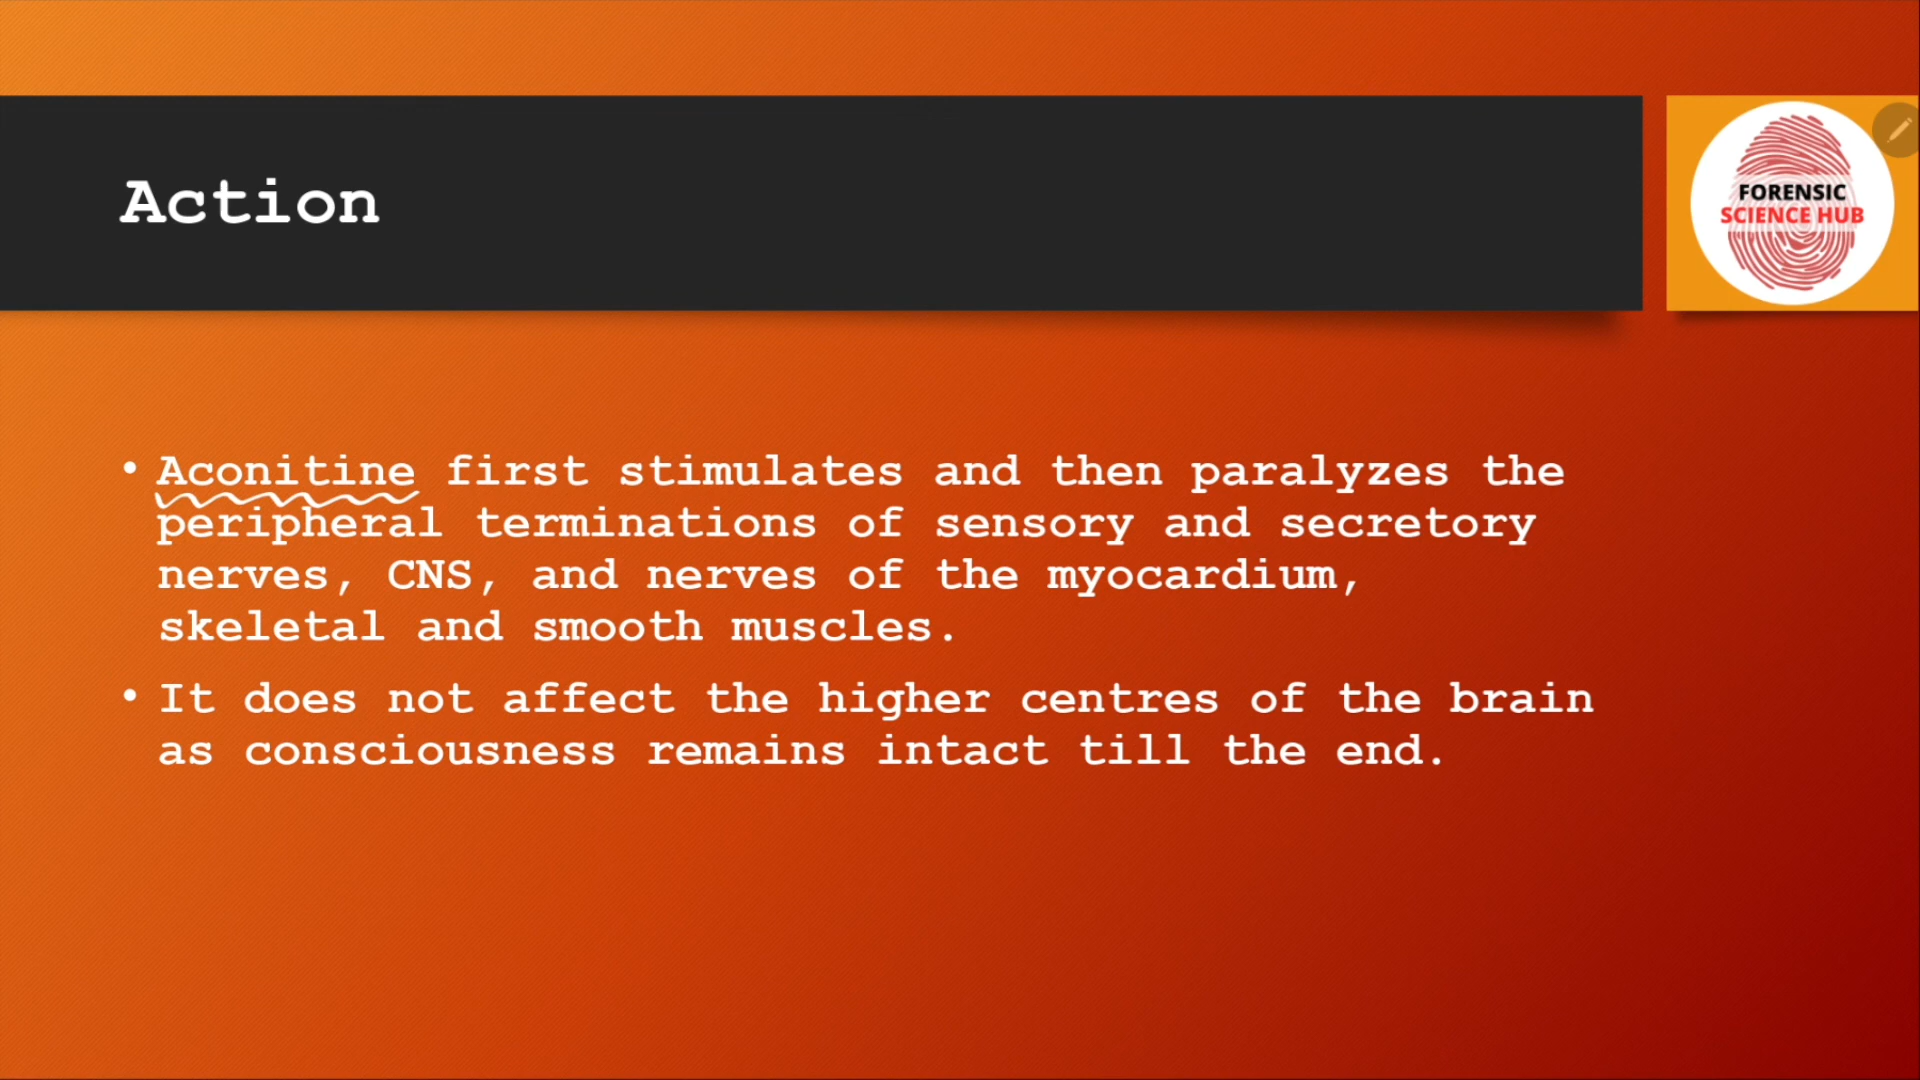 Action
FORENSIC
SCIENCE HUB
• Aconitine first stimulates and then paralyzes the
peripheral terminations of sensory and secretory
nerves, CNS, and nerves of the myocardium,
skeletal and smooth muscles.
• It does not affect the higher centres of the brain
as consciousness remains intact till the end.